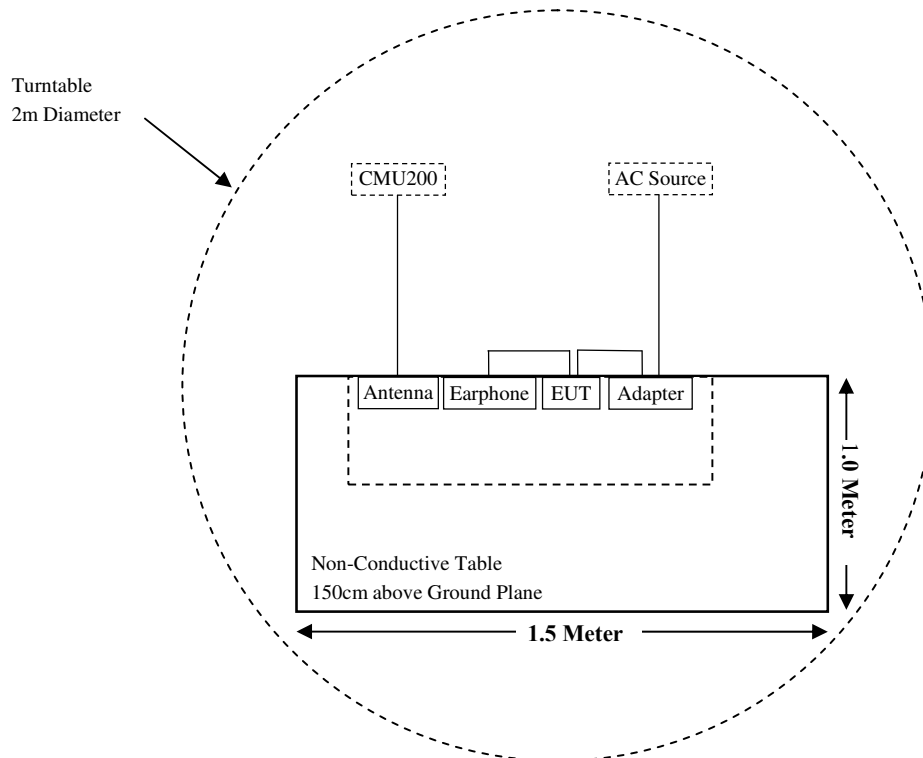 Turntable
2m Diameter
CMU200
AC Source
Antenna
Earphone
EUT
Adapter
1.0 Meter
Non-Conductive Table
150cm above Ground Plane
1.5 Meter